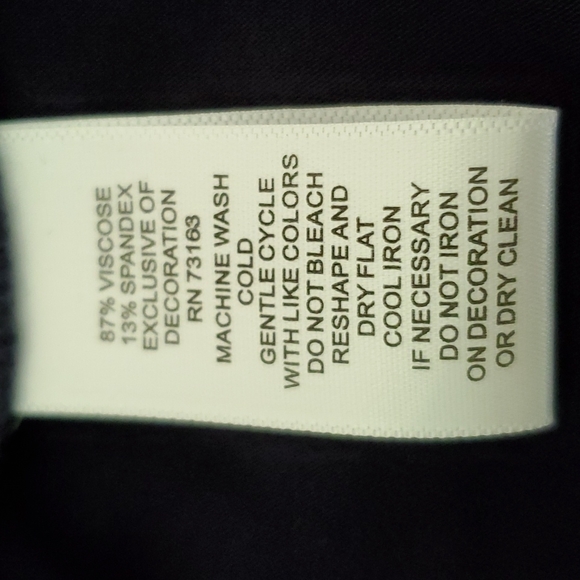 87% VISCOSE
13% SPANDEX
EXCLUSIVE OF
DECORATION
RN 73163
MACHINE WASH
COLD
GENTLE CYCLE
WITH LIKE COLORS
DO NOT BLEACH
RESHAPE AND
DRY FLAT
COOL IRON
IF NECESSARY
DO NOT IRON
ON DECORATION
OR DRY CLEAN